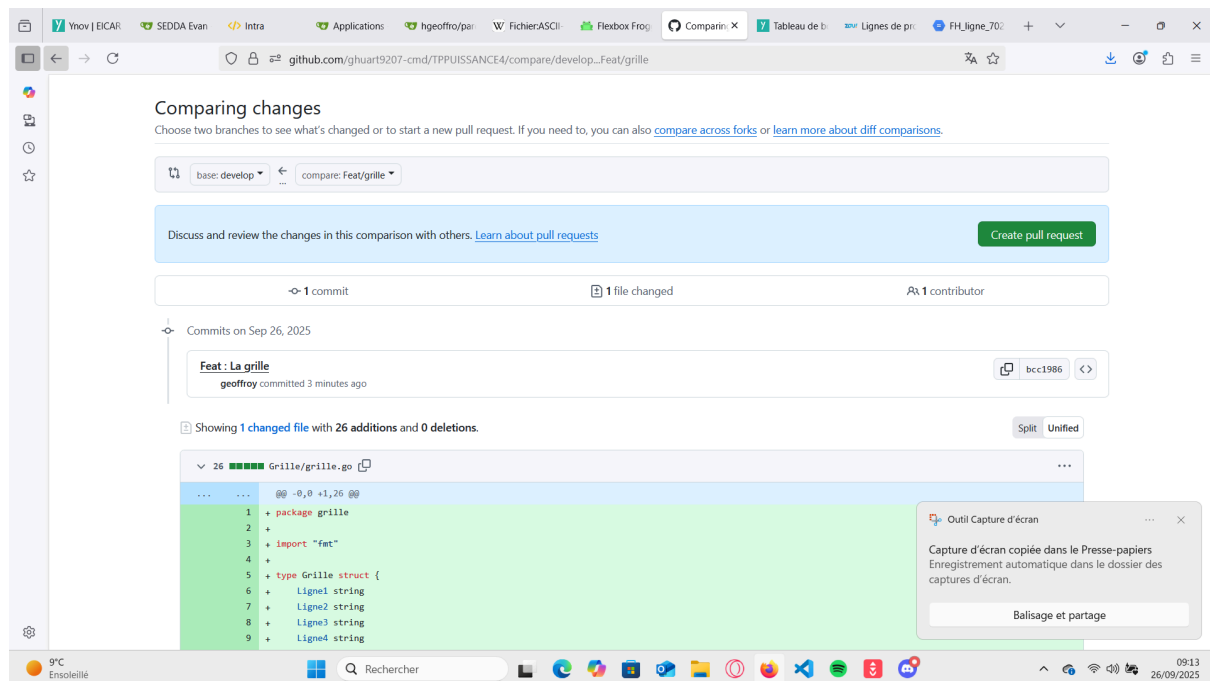 Ynov | EICAR
SEDDA Evan
Intra
Applications
hgeoffro/par
Fichier:ASCII-
Flexbox Frog
Comparing
Tableau de b
Lignes de pro
FH_ligne_702
github.com/ghuart9207-cmd/TPPUISSANCE4/compare/develop...Feat/grille
Comparing changes
Choose two branches to see what's changed or to start a new pull request. If you need to, you can also compare across forks or learn more about diff comparisons.
base: develop
...
compare: Feat/grille
Discuss and review the changes in this comparison with others. Learn about pull requests
Create pull request
1 commit
1 file changed
1 contributor
Commits on Sep 26, 2025
Feat : La grille
geoffroy committed 3 minutes ago
bcc1986
Showing 1 changed file with 26 additions and 0 deletions.
Split Unified
26 Grille/grille.go
... ... @@ -0,0 +1,26 @@
1 + package grille
2 +
3 + import "fmt"
4 +
5 + type Grille struct {
6 + Ligne1 string
7 + Ligne2 string
8 + Ligne3 string
9 + Ligne4 string
Outil Capture d'écran
Capture d'écran copiée dans le Presse-papiers
Enregistrement automatique dans le dossier des
captures d'écran.
Balisage et partage
9°C
Ensoleillé
Rechercher
09:13
26/09/2025